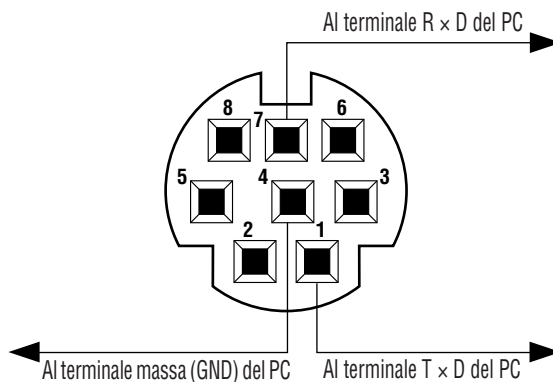 Al terminale R × D del PC
8 7 6
5 4 3
2 1
Al terminale massa (GND) del PC
Al terminale T × D del PC